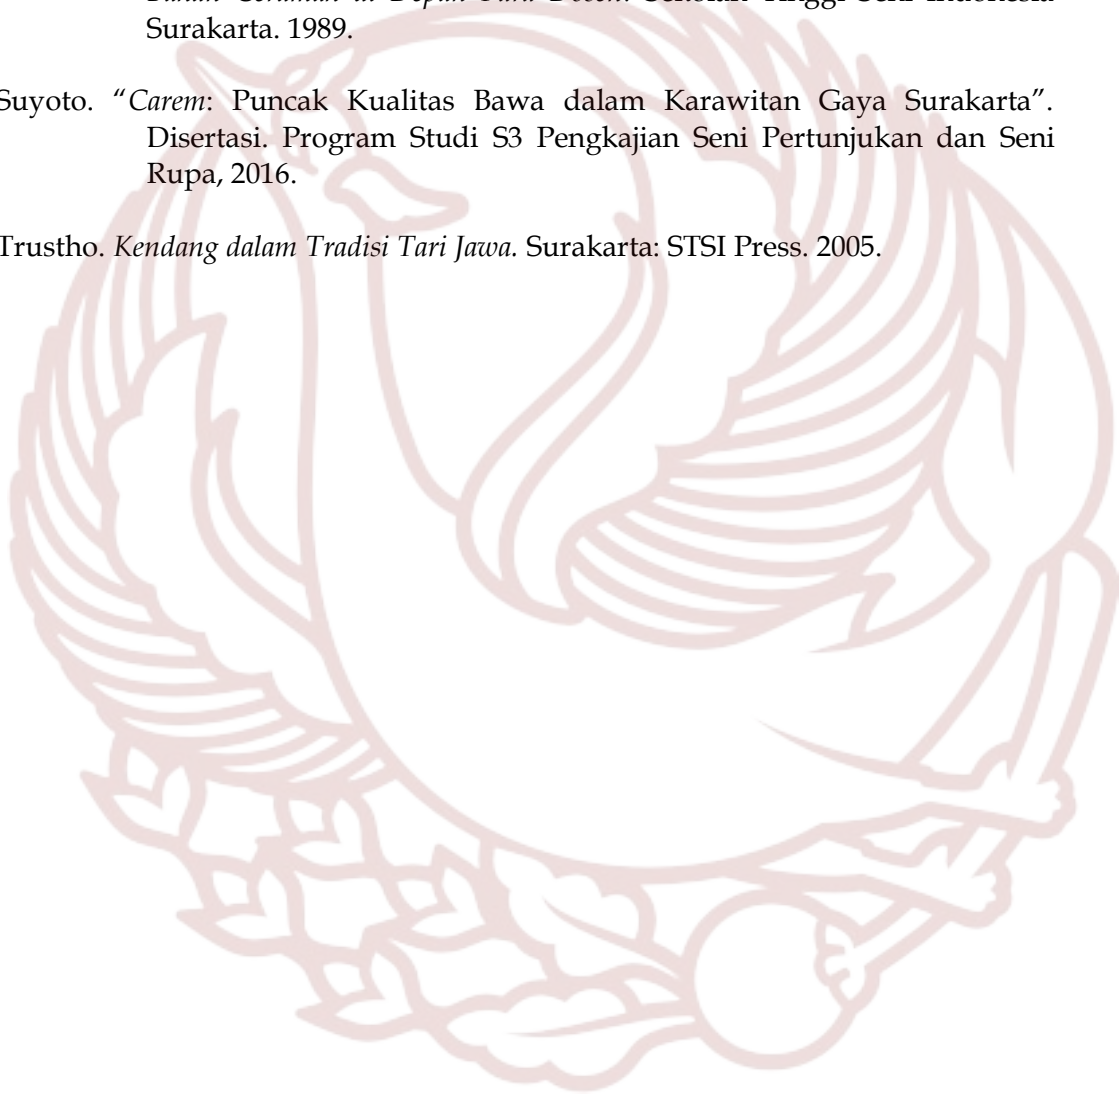 Surakarta. 1989.
Suyoto. “Carem: Puncak Kualitas Bawa dalam Karawitan Gaya Surakarta”.
Disertasi. Program Studi S3 Pengkajian Seni Pertunjukan dan Seni
Rupa, 2016.
Trustho. Kendang dalam Tradisi Tari Jawa. Surakarta: STSI Press. 2005.